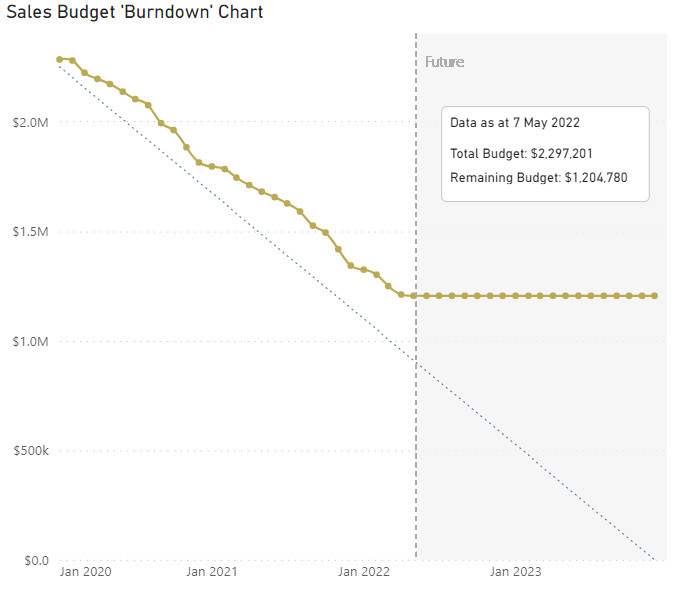 Sales Budget 'Burndown' Chart
Future
$2.0M
Data as at 7 May 2022
Total Budget: $2,297,201
Remaining Budget: $1,204,780
$1.5M
$1.0M
$500k
$0.0
Jan 2020 Jan 2021 Jan 2022 Jan 2023